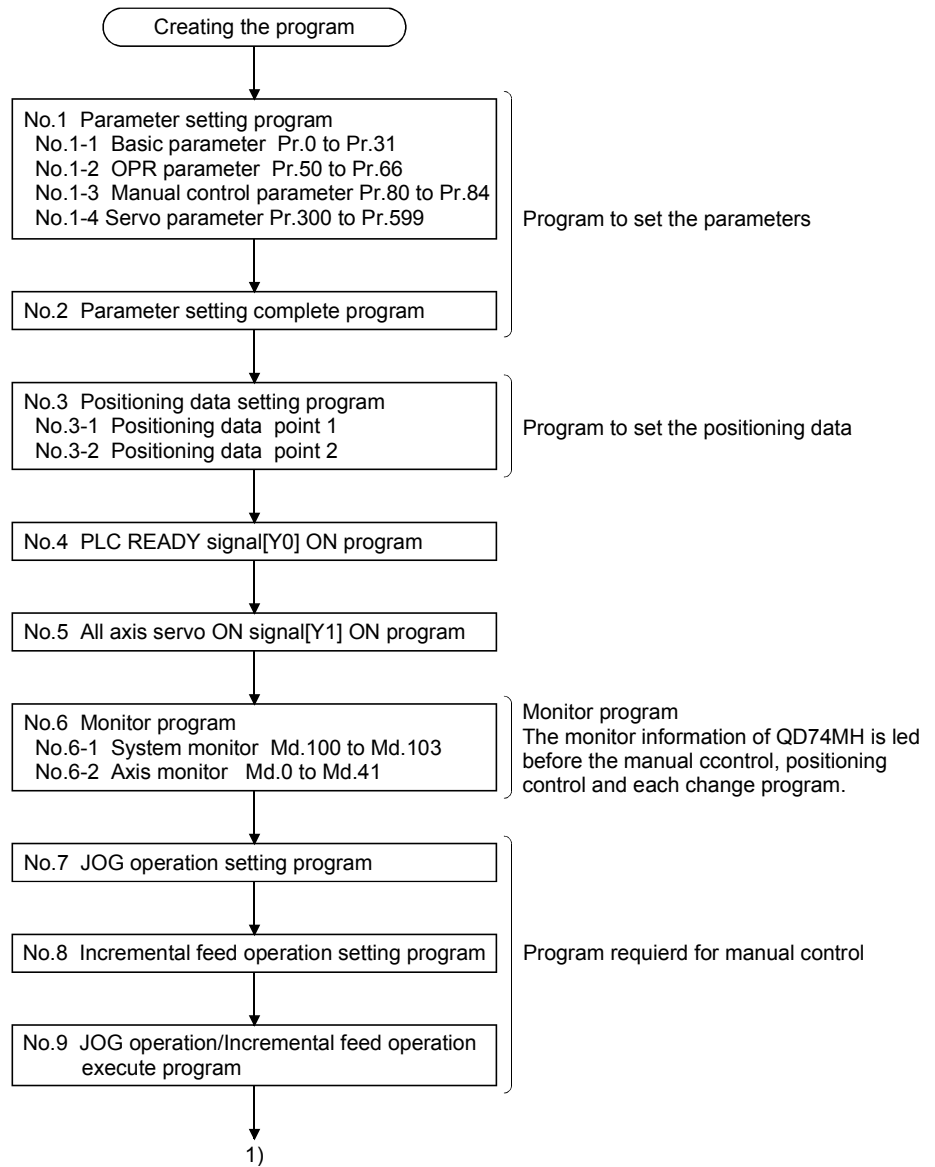 Creating the program
No.1 Parameter setting program
No.1-1 Basic parameter Pr.0 to Pr.31
No.1-2 OPR parameter Pr.50 to Pr.66
No.1-3 Manual control parameter Pr.80 to Pr.84
No.1-4 Servo parameter Pr.300 to Pr.599
Program to set the parameters
No.2 Parameter setting complete program
No.3 Positioning data setting program
No.3-1 Positioning data point 1
No.3-2 Positioning data point 2
Program to set the positioning data
No.4 PLC READY signal[Y0] ON program
No.5 All axis servo ON signal[Y1] ON program
No.6 Monitor program
No.6-1 System monitor Md.100 to Md.103
No.6-2 Axis monitor Md.0 to Md.41
Monitor program
The monitor information of QD74MH is led
before the manual ccontrol, positioning
control and each change program.
No.7 JOG operation setting program
No.8 Incremental feed operation setting program
Program requierd for manual control
No.9 JOG operation/Incremental feed operation
execute program
1)